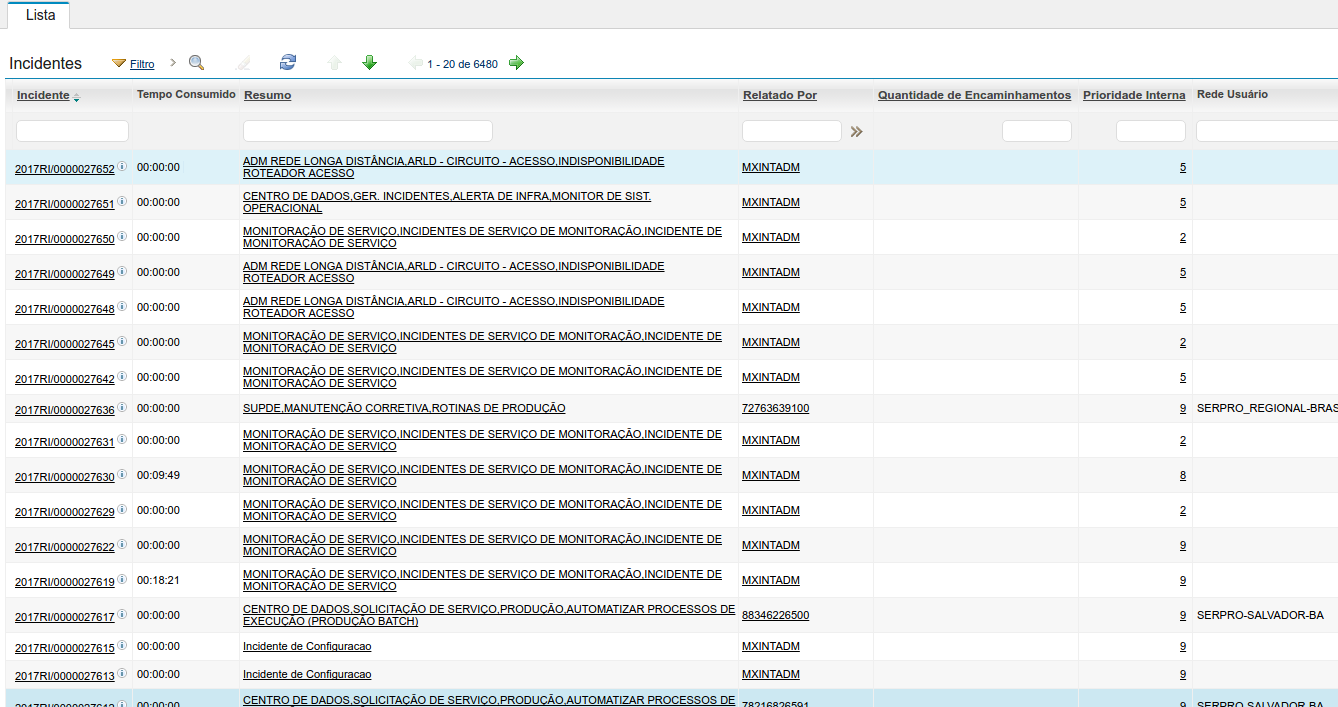 Lista
Incidentes Filtro 1 - 20 de 6480
Incidente Tempo Consumido Resumo Relatado Por Quantidade de Encaminhamentos Prioridade Interna Rede Usuário
2017RI/0000027652 00:00:00 ADM REDE LONGA DISTÂNCIA,ARLD - CIRCUITO - ACESSO,INDISPONIBILIDADE MXINTADM 5
ROTEADOR ACESSO
2017RI/0000027651 00:00:00 CENTRO DE DADOS,GER. INCIDENTES,ALERTA DE INFRA,MONITOR DE SIST. MXINTADM 5
OPERACIONAL
2017RI/0000027650 00:00:00 MONITORAÇÃO DE SERVIÇO,INCIDENTES DE SERVIÇO DE MONITORAÇÃO,INCIDENTE DE MXINTADM 2
MONITORAÇÃO DE SERVIÇO
2017RI/0000027649 00:00:00 ADM REDE LONGA DISTÂNCIA,ARLD - CIRCUITO - ACESSO,INDISPONIBILIDADE MXINTADM 5
ROTEADOR ACESSO
2017RI/0000027648 00:00:00 ADM REDE LONGA DISTÂNCIA,ARLD - CIRCUITO - ACESSO,INDISPONIBILIDADE MXINTADM 5
ROTEADOR ACESSO
2017RI/0000027645 00:00:00 MONITORAÇÃO DE SERVIÇO,INCIDENTES DE SERVIÇO DE MONITORAÇÃO,INCIDENTE DE MXINTADM 2
MONITORAÇÃO DE SERVIÇO
2017RI/0000027642 00:00:00 MONITORAÇÃO DE SERVIÇO,INCIDENTES DE SERVIÇO DE MONITORAÇÃO,INCIDENTE DE MXINTADM 5
MONITORAÇÃO DE SERVIÇO
2017RI/0000027636 00:00:00 SUPDE,MANUTENÇÃO CORRETIVA,ROTINAS DE PRODUÇÃO 72763639100 9 SERPRO_REGIONAL-BRAS
2017RI/0000027631 00:00:00 MONITORAÇÃO DE SERVIÇO,INCIDENTES DE SERVIÇO DE MONITORAÇÃO,INCIDENTE DE MXINTADM 2
MONITORAÇÃO DE SERVIÇO
2017RI/0000027630 00:09:49 MONITORAÇÃO DE SERVIÇO,INCIDENTES DE SERVIÇO DE MONITORAÇÃO,INCIDENTE DE MXINTADM 8
MONITORAÇÃO DE SERVIÇO
2017RI/0000027629 00:00:00 MONITORAÇÃO DE SERVIÇO,INCIDENTES DE SERVIÇO DE MONITORAÇÃO,INCIDENTE DE MXINTADM 2
MONITORAÇÃO DE SERVIÇO
2017RI/0000027622 00:00:00 MONITORAÇÃO DE SERVIÇO,INCIDENTES DE SERVIÇO DE MONITORAÇÃO,INCIDENTE DE MXINTADM 9
MONITORAÇÃO DE SERVIÇO
2017RI/0000027619 00:18:21 MONITORAÇÃO DE SERVIÇO,INCIDENTES DE SERVIÇO DE MONITORAÇÃO,INCIDENTE DE MXINTADM 9
MONITORAÇÃO DE SERVIÇO
2017RI/0000027617 00:00:00 CENTRO DE DADOS,SOLICITAÇÃO DE SERVIÇO,PRODUÇÃO,AUTOMATIZAR PROCESSOS DE 88346226500 9 SERPRO-SALVADOR-BA
EXECUÇÃO (PRODUÇÃO BATCH)
2017RI/0000027615 00:00:00 Incidente de Configuracao MXINTADM 9
2017RI/0000027613 00:00:00 Incidente de Configuracao MXINTADM 9
00:00:00 CENTRO DE DADOS,SOLICITAÇÃO DE SERVIÇO,PRODUÇÃO,AUTOMATIZAR PROCESSOS DE 78216826591 9 SERPRO-SALVADOR-BA